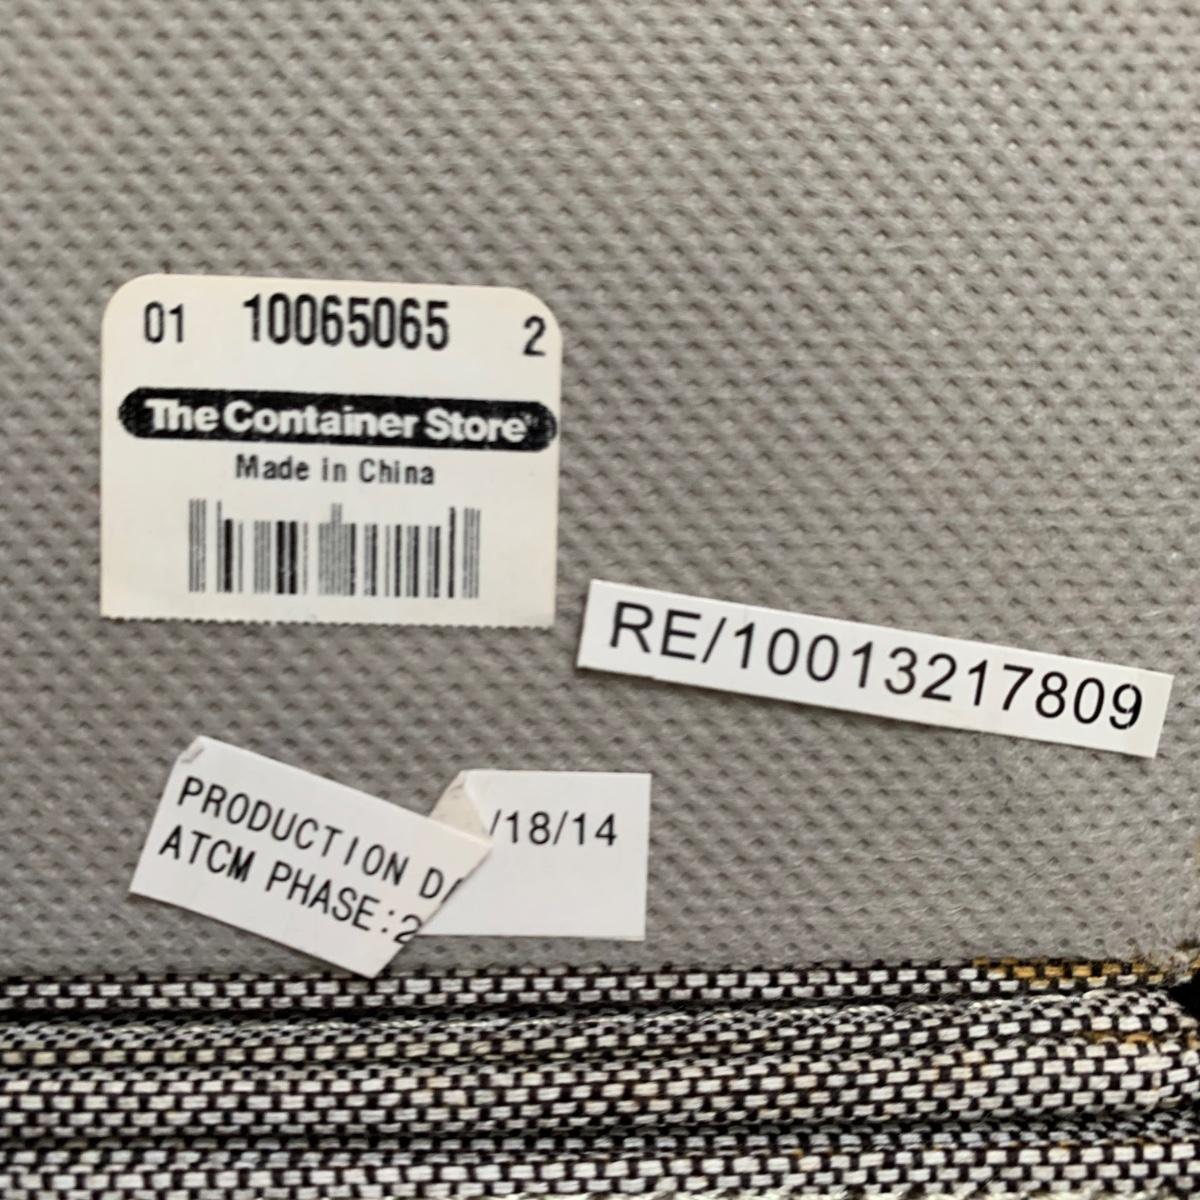 01 10065065 2
The Container Store
Made in China
RE/10013217809
PRODUCTION /18/14
ATCM PHASE:2